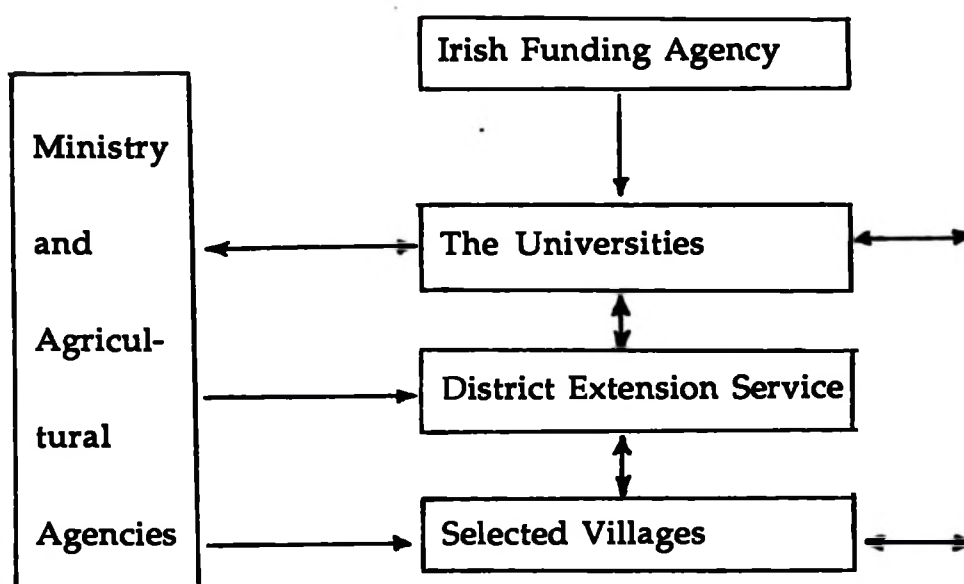 Irish Funding Agency
Ministry
and
Agricul-
tural
Agencies
The Universities
District Extension Service
Selected Villages